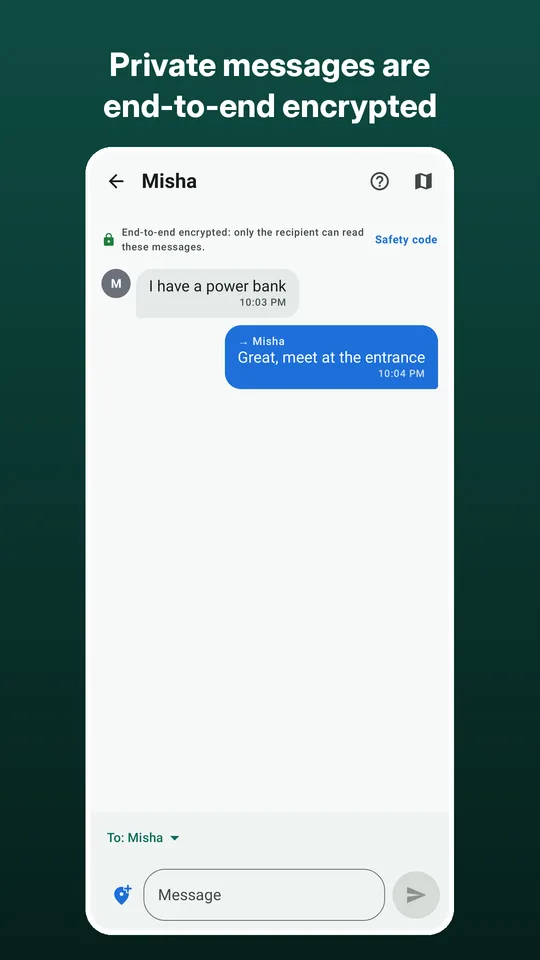 Private messages are
end-to-end encrypted
Misha
End-to-end encrypted: only the recipient can read
these messages.
Safety code
M
I have a power bank
10:03 PM
→ Misha
Great, meet at the entrance
10:04 PM
To: Misha
Message